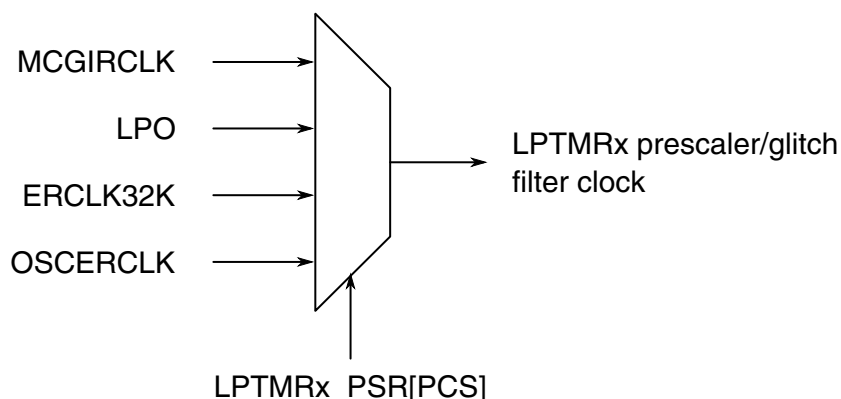 MCGIRCLK
LPO
ERCLK32K
OSCERCLK
LPTMRx prescaler/glitch
filter clock
LPTMRx PSR[PCS]